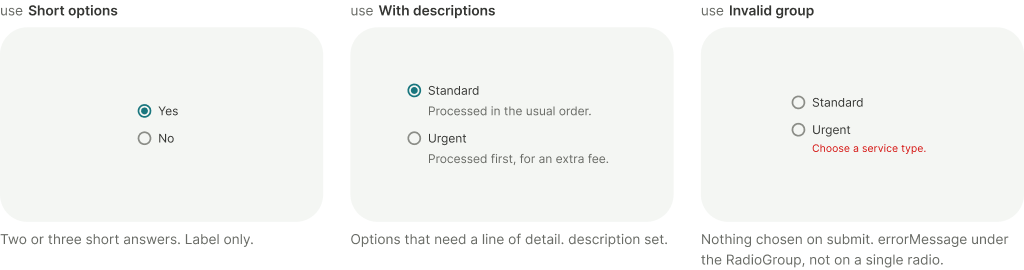 use Short options
Yes
No
Two or three short answers. Label only.
use With descriptions
Standard
Processed in the usual order.
Urgent
Processed first, for an extra fee.
Options that need a line of detail. description set.
use Invalid group
Standard
Urgent
Choose a service type.
Nothing chosen on submit. errorMessage under
the RadioGroup, not on a single radio.